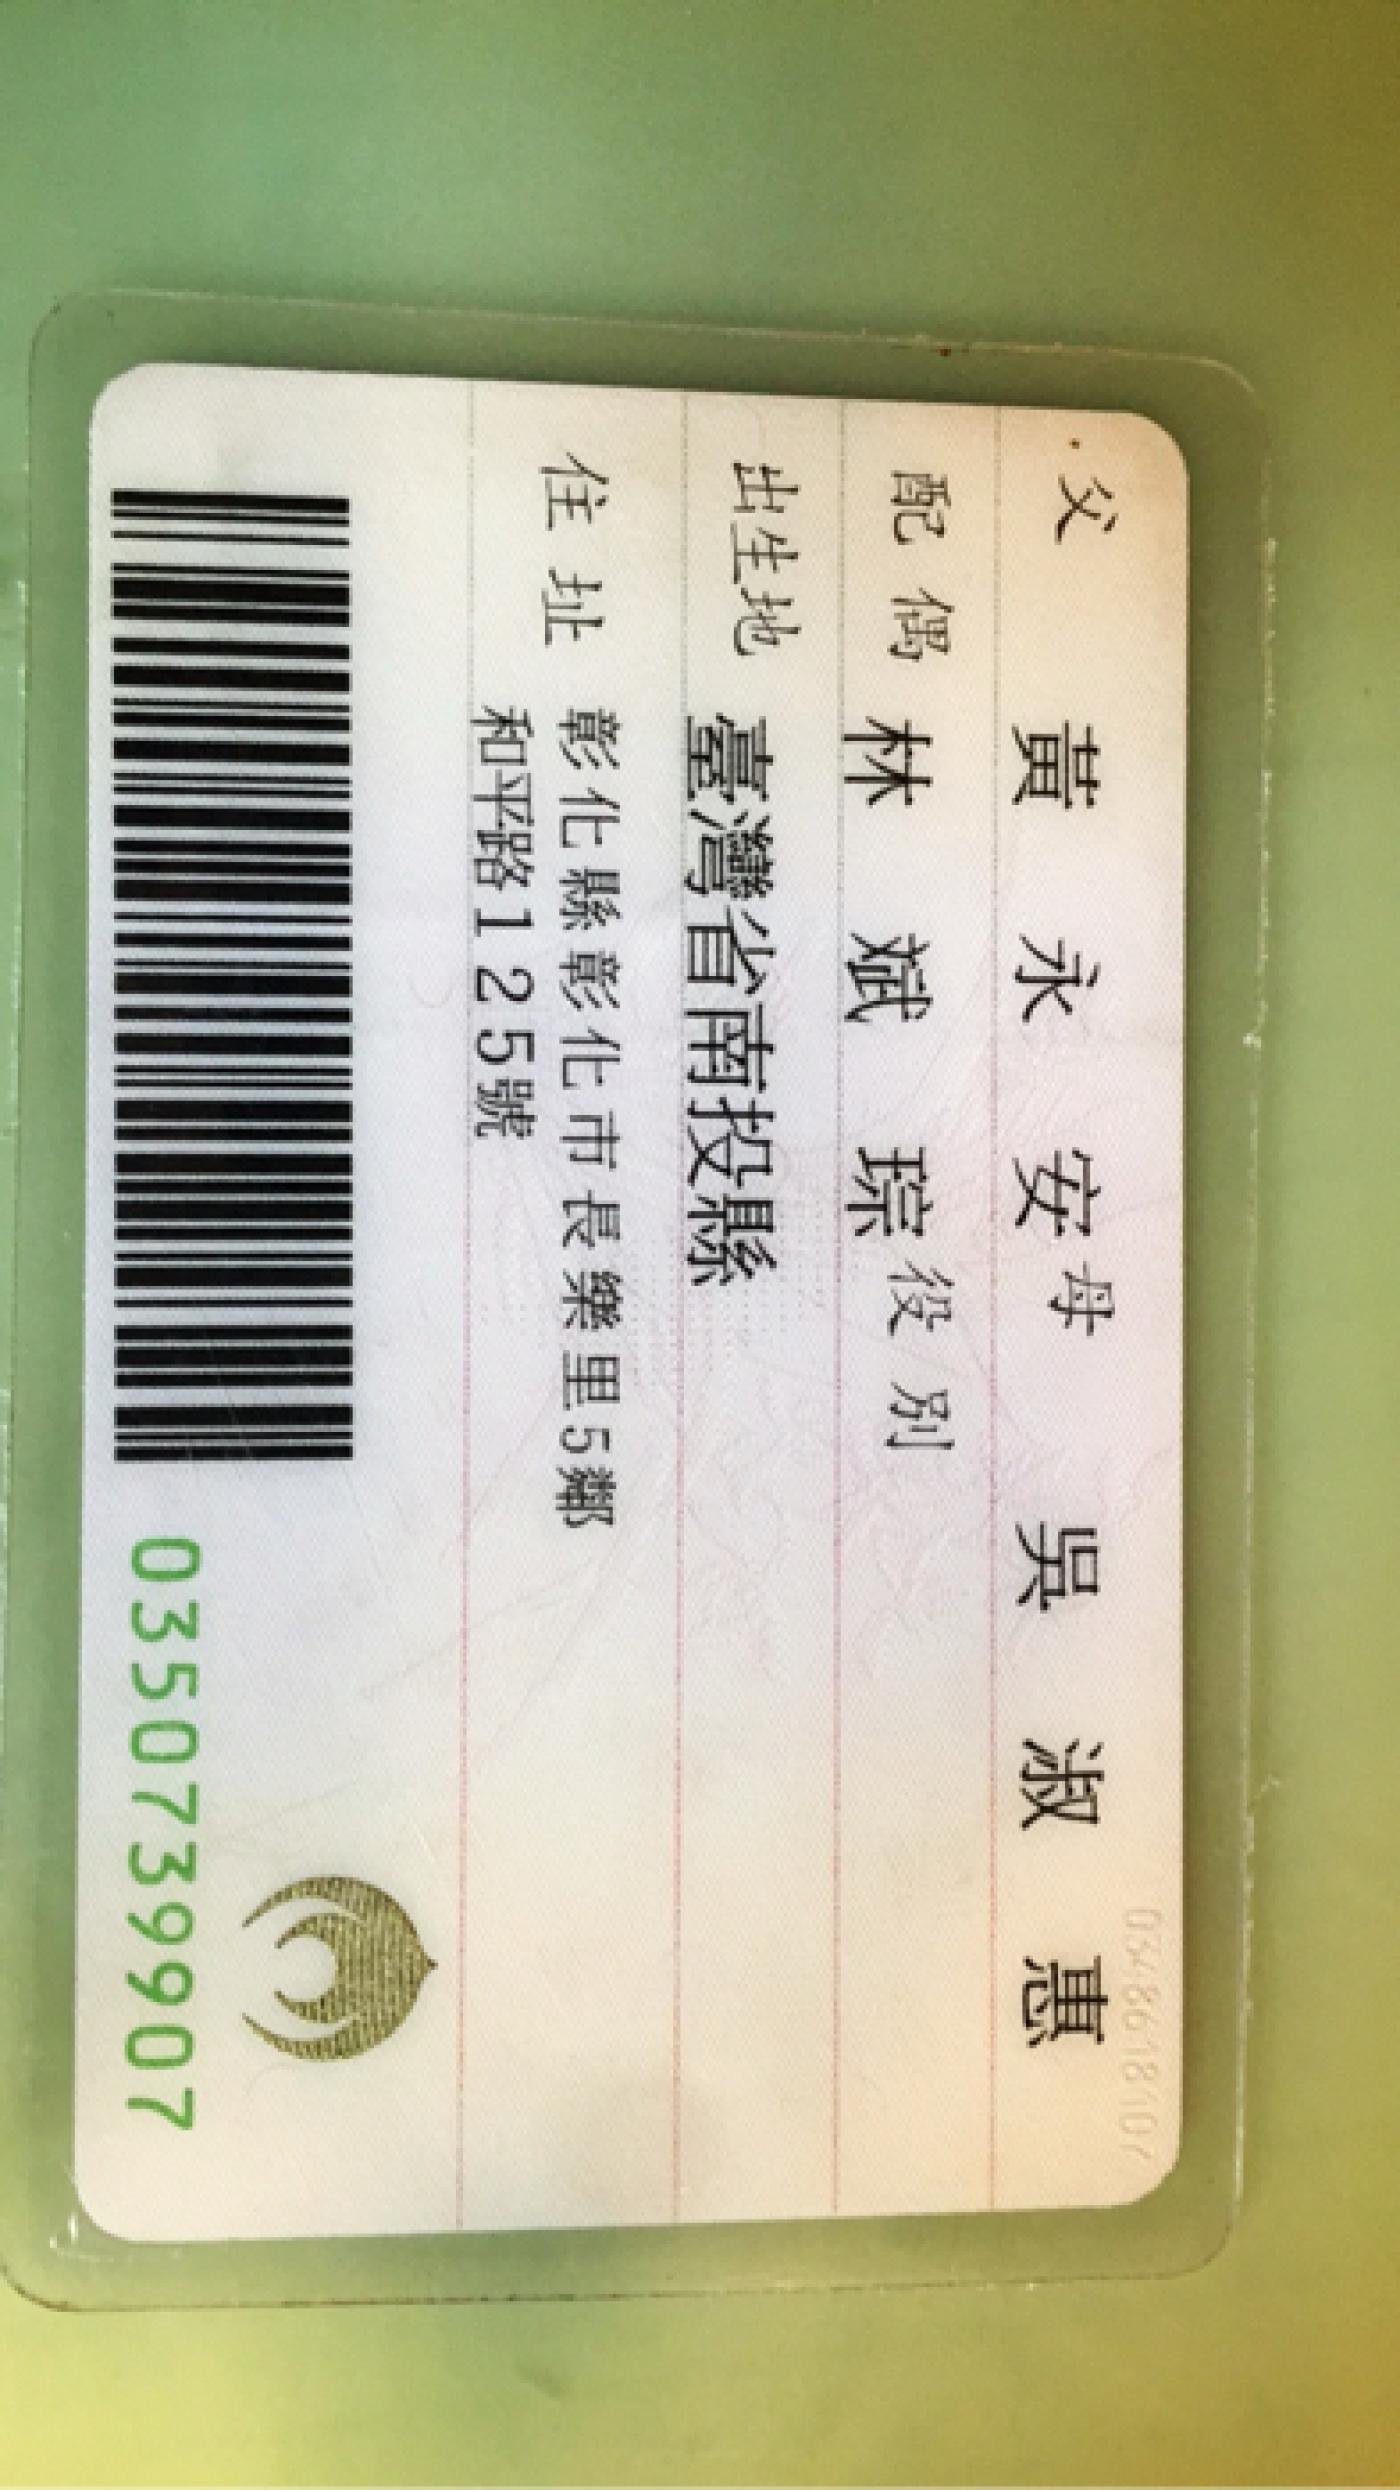 父 黃永安 母 吳淑惠
配偶 林斌琮 役別
出生地 臺灣省南投縣
住址 彰化縣彰化市長樂里5鄰
和平路125號
0350739907